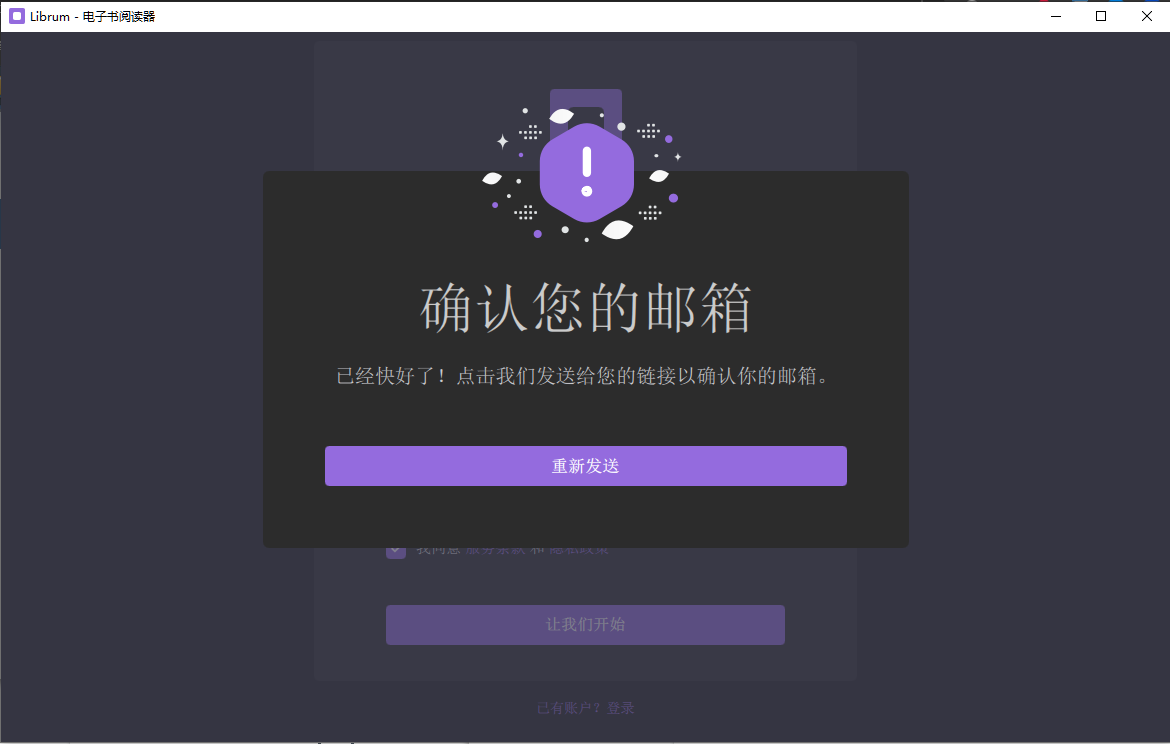 Librum - 电子书阅读器
确认您的邮箱
已经快好了！点击我们发送给您的链接以确认你的邮箱。
重新发送
我同意 服务条款 和 隐私政策
让我们开始
已有账户？登录